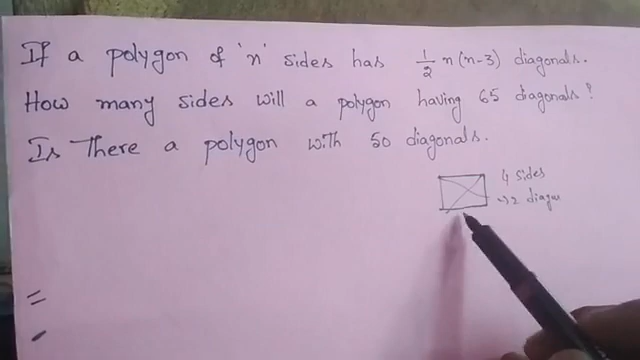 If a polygon of 'n' sides has 1/2 n(n-3) diagonals.
How many sides will a polygon having 65 diagonals?
Is There a polygon with 50 diagonals.
4 sides
→ 2 diagon
=